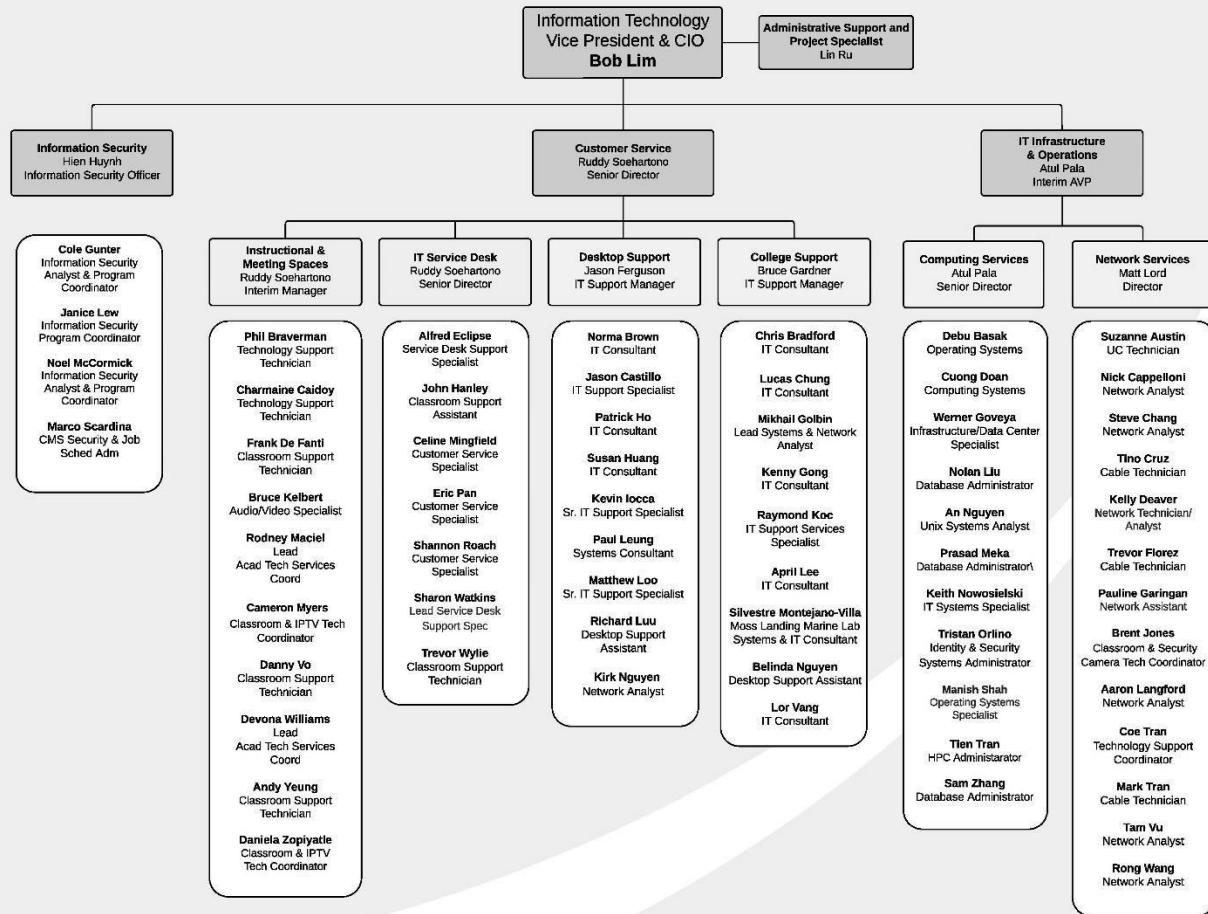 Information Technology
Vice President & CIO
Bob Lim
Administrative Support and
Project Specialist
Lin Ru
Information Security
Hien Huynh
Information Security Officer
Customer Service
Ruddy Soehartono
Senior Director
IT Infrastructure
& Operations
Atul Pala
Interim AVP
Cole Gunter
Information Security
Analyst & Program
Coordinator
Janice Lew
Information Security
Program Coordinator
Noel McCormick
Information Security
Analyst & Program
Coordinator
Marco Scardina
CMS Security & Job
Sched Adm
Instructional &
Meeting Spaces
Ruddy Soehartono
Interim Manager
Phil Braverman
Technology Support
Technician
Charmaine Caidoy
Technology Support
Technician
Frank De Fanti
Classroom Support
Technician
Bruce Kelbert
Audio/Video Specialist
Rodney Maciel
Lead
Acad Tech Services
Coord
Cameron Myers
Classroom & IPTV Tech
Coordinator
Danny Vo
Classroom Support
Technician
Devona Williams
Lead
Acad Tech Services
Coord
Andy Yeung
Classroom Support
Technician
Daniela Zopiyatle
Classroom & IPTV
Tech Coordinator
IT Service Desk
Ruddy Soehartono
Senior Director
Alfred Eclipse
Service Desk Support
Specialist
John Hanley
Classroom Support
Assistant
Celine Mingfield
Customer Service
Specialist
Eric Pan
Customer Service
Specialist
Shannon Roach
Customer Service
Specialist
Sharon Watkins
Lead Service Desk
Support Spec
Trevor Wylie
Classroom Support
Technician
Desktop Support
Jason Ferguson
IT Support Manager
Norma Brown
IT Consultant
Jason Castillo
IT Support Specialist
Patrick Ho
IT Consultant
Susan Huang
IT Consultant
Kevin Iocca
Sr. IT Support Specialist
Paul Leung
Systems Consultant
Matthew Loo
Sr. IT Support Specialist
Richard Luu
Desktop Support
Assistant
Kirk Nguyen
Network Analyst
College Support
Bruce Gardner
IT Support Manager
Chris Bradford
IT Consultant
Lucas Chung
IT Consultant
Mikhail Golbin
Lead Systems & Network
Analyst
Kenny Gong
IT Consultant
Raymond Koc
IT Support Services
Specialist
April Lee
IT Consultant
Silvestre Montejano-Villa
Moss Landing Marine Lab
Systems & IT Consultant
Belinda Nguyen
Desktop Support Assistant
Lor Vang
IT Consultant
Computing Services
Atul Pala
Senior Director
Debu Basak
Operating Systems
Cuong Doan
Computing Systems
Werner Goveya
Infrastructure/Data Center
Specialist
Nolan Liu
Database Administrator
An Nguyen
Unix Systems Analyst
Prasad Meka
Database Administrator\
Keith Nowosielski
IT Systems Specialist
Tristan Orlino
Identity & Security
Systems Administrator
Manish Shah
Operating Systems
Specialist
Tien Tran
HPC Administarator
Sam Zhang
Database Administrator
Network Services
Matt Lord
Director
Suzanne Austin
UC Technician
Nick Cappelloni
Network Analyst
Steve Chang
Network Analyst
Tino Cruz
Cable Technician
Kelly Deaver
Network Technician/
Analyst
Trevor Florez
Cable Technician
Pauline Garingan
Network Assistant
Brent Jones
Classroom & Security
Camera Tech Coordinator
Aaron Langford
Network Analyst
Coe Tran
Technology Support
Coordinator
Mark Tran
Cable Technician
Tam Vu
Network Analyst
Rong Wang
Network Analyst